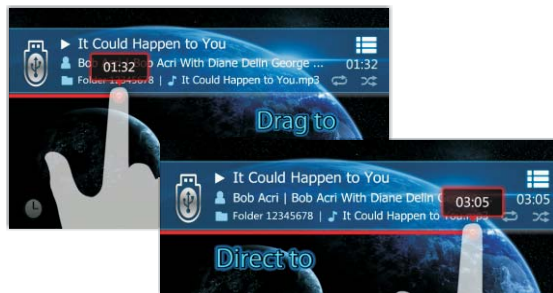 It Could Happen to You
Bob Acri With Diane Delin George ... 01:32
01:32
Folder 12345678 | It Could Happen to You.mp3
Drag to
It Could Happen to You
Bob Acri | Bob Acri With Diane Delin 03:05
03:05
Folder 12345678 | It Could Happen to
Direct to